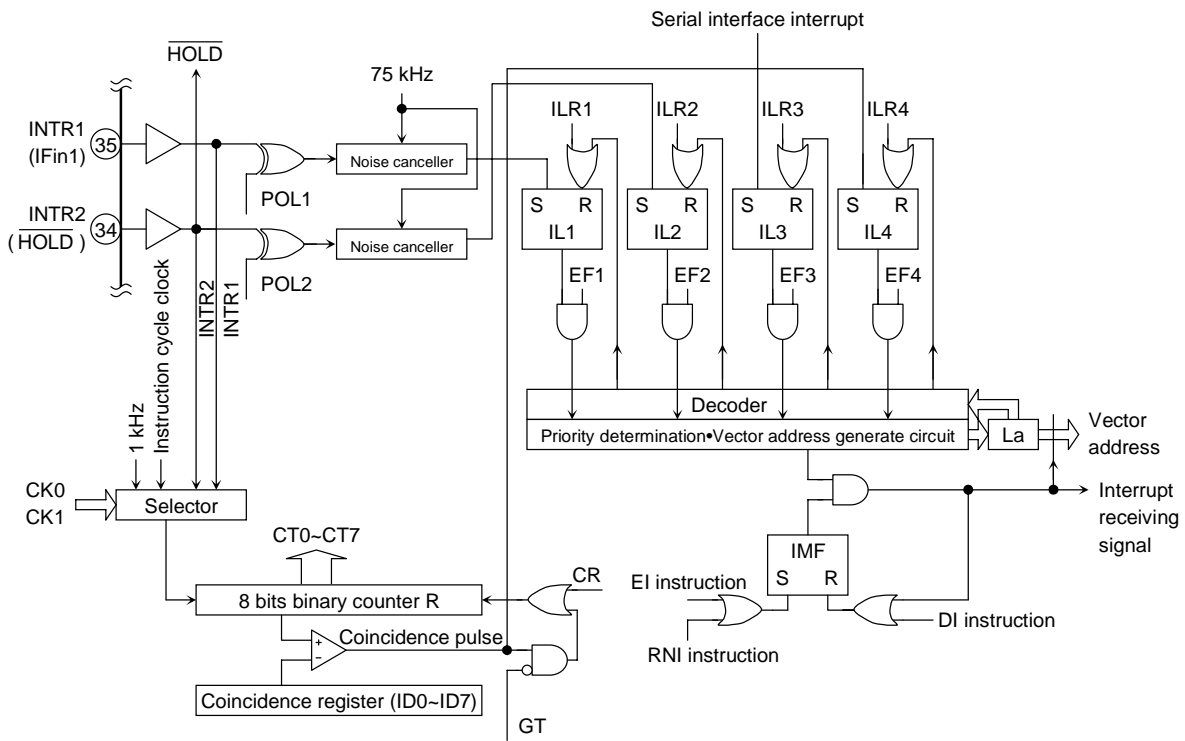 Serial interface interrupt
HOLD
75 kHz
INTR1
(IFin1)
35
POL1
Noise canceller
INTR2
(HOLD)
34
POL2
Noise canceller
ILR1
ILR2
ILR3
ILR4
S R
IL1
S R
IL2
S R
IL3
S R
IL4
EF1
EF2
EF3
EF4
1 kHz
Instruction cycle clock
INTR2
INTR1
Decoder
Priority determination•Vector address generate circuit
La
Vector
address
CK0
CK1
Selector
Interrupt
receiving
signal
CT0~CT7
IMF
S R
CR
EI instruction
8 bits binary counter R
DI instruction
RNI instruction
+
−
Coincidence pulse
Coincidence register (ID0~ID7)
GT